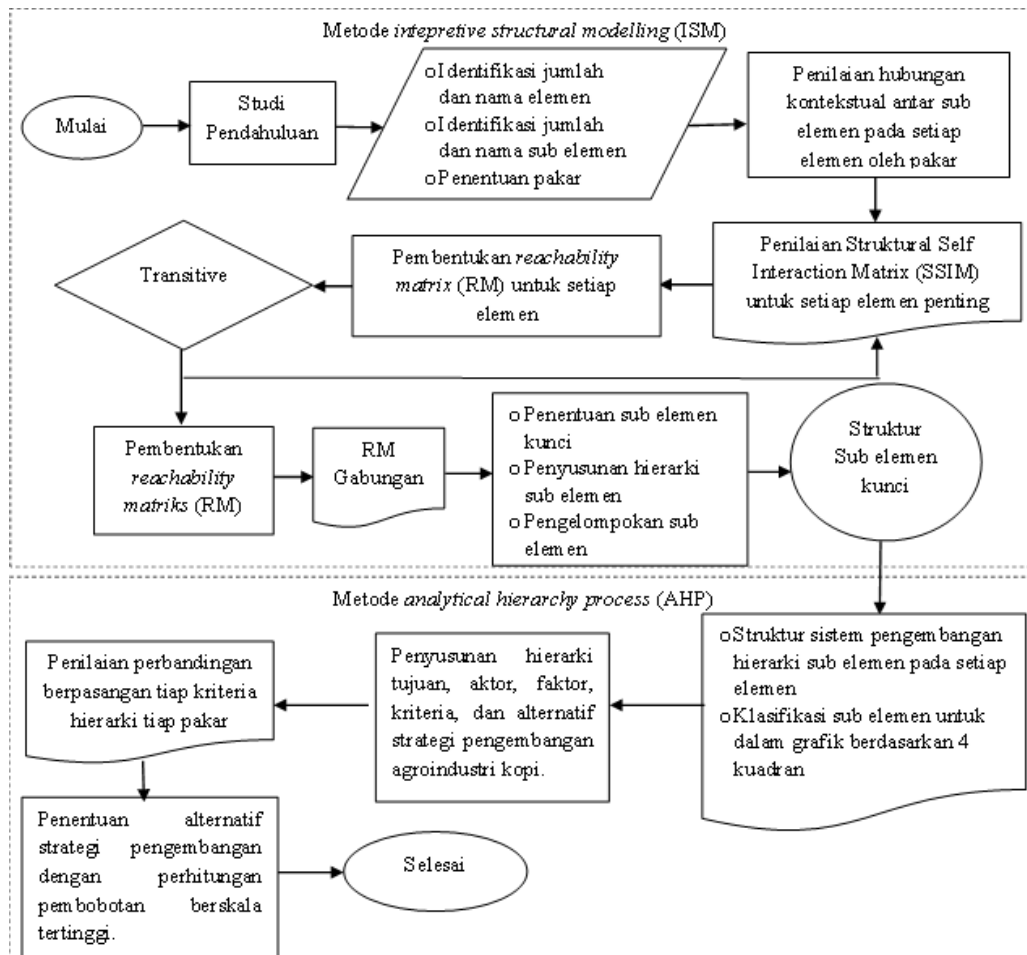 Metode intepretive structural modelling (ISM)
Mulai
Studi
Pendahuluan
oIdentifikasi jumlah
dan nama elemen
oIdentifikasi jumlah
dan nama sub elemen
oPenentuan pakar
Penilaian hubungan
kontekstual antar sub
elemen pada setiap
elemen oleh pakar
Penilaian Struktural Self
Interaction Matrix (SSIM)
untuk setiap elemen penting
Pembentukan reachability
matrix (RM) untuk setiap
elemen
Transitive
Pembentukan
reachability
matriks (RM)
RM
Gabungan
o Penentuan sub elemen
kunci
o Penyusunan hierarki
sub elemen
o Pengelompokan sub
elemen
Struktur
Sub elemen
kunci
Metode analytical hierarchy process (AHP)
oStruktur sistem pengembangan
hierarki sub elemen pada setiap
elemen
oKlasifikasi sub elemen untuk
dalam grafik berdasarkan 4
kuadran
Penyusunan hierarki
tujuan, aktor, faktor,
kriteria, dan alternatif
strategi pengembangan
agroindustri kopi.
Penilaian perbandingan
berpasangan tiap kriteria
hierarki tiap pakar
Penentuan alternatif
strategi pengembangan
dengan perhitungan
pembobotan berskala
tertinggi.
Selesai